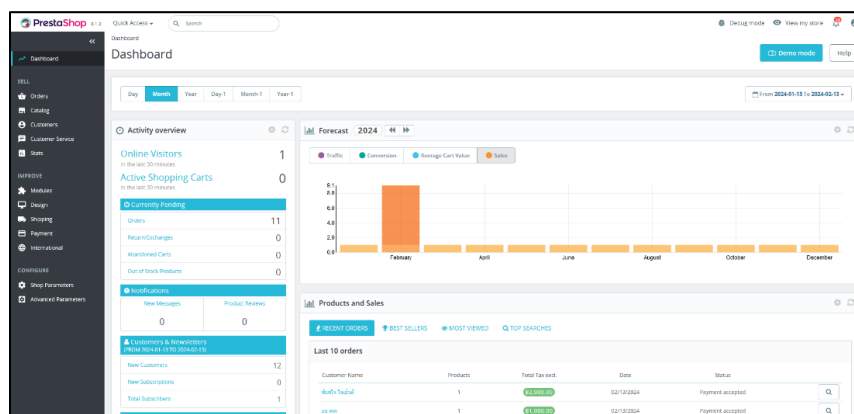 PrestaShop 8.1.3
Quick Access
Search
Debug mode
View my store
Dashboard
Dashboard
Demo mode
Help
Dashboard
SELL
Orders
Catalog
Customers
Customer Service
Stats
IMPROVE
Modules
Design
Shipping
Payment
International
CONFIGURE
Shop Parameters
Advanced Parameters
Day Month Year Day-1 Month-1 Year-1
From 2024-01-13 To 2024-02-13
Activity overview
Online Visitors 1
in the last 30 minutes
Active Shopping Carts 0
in the last 30 minutes
Currently Pending
Orders 11
Return/Exchanges 0
Abandoned Carts 0
Out of Stock Products 0
Notifications
New Messages Product Reviews
0 0
Customers & Newsletters
(FROM 2024-01-13 TO 2024-02-13)
New Customers 12
New Subscriptions 0
Total Subscribers 1
Forecast 2024
Traffic Conversion Average Cart Value Sales
9.1
8.0
6.0
4.0
2.0
0.0
February April June August October December
Products and Sales
RECENT ORDERS BEST SELLERS MOST VIEWED TOP SEARCHES
Last 10 orders
Customer Name Products Total Tax excl. Date Status
1 ฿2,000.00 02/13/2024 Payment accepted
1 ฿1,000.00 02/13/2024 Payment accepted